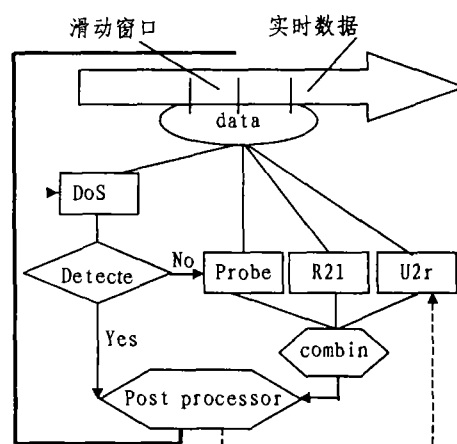 滑动窗口
实时数据
data
DoS
Detecte
No
Probe
R21
U2r
Yes
combin
Post processor